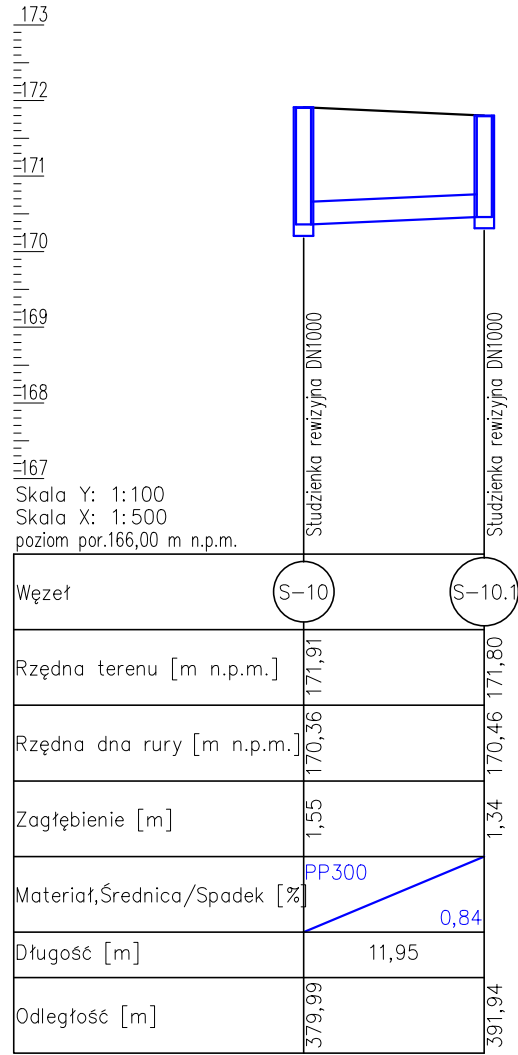 173
172
171
170
169
168
167
Studzienka rewizyjna DN1000
Studzienka rewizyjna DN1000
Skala Y: 1:100
Skala X: 1:500
poziom por.166,00 m n.p.m.
Węzeł S-10 S-10.1
Rzędna terenu [m n.p.m.] 171,91 171,80
Rzędna dna rury [m n.p.m.] 170,36 170,46
Zagłębienie [m] 1,55 1,34
Materiał,Średnica/Spadek [%] PP300 0,84
Długość [m] 11,95
Odległość [m] 379,99 391,94